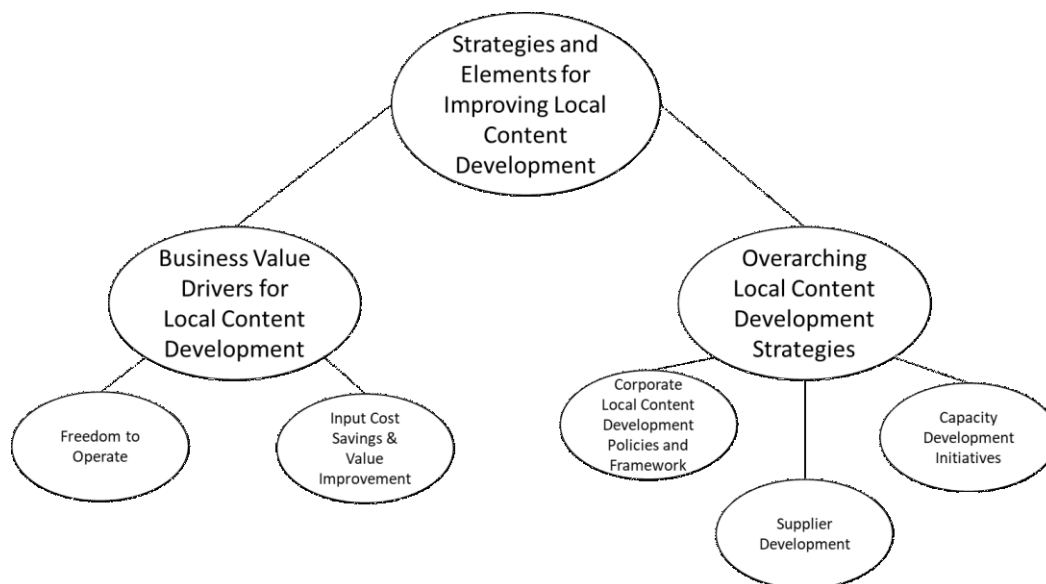 Strategies and
Elements for
Improving Local
Content
Development
Business Value
Drivers for
Local Content
Development
Overarching
Local Content
Development
Strategies
Freedom to
Operate
Input Cost
Savings &
Value
Improvement
Corporate
Local Content
Development
Policies and
Framework
Capacity
Development
Initiatives
Supplier
Development